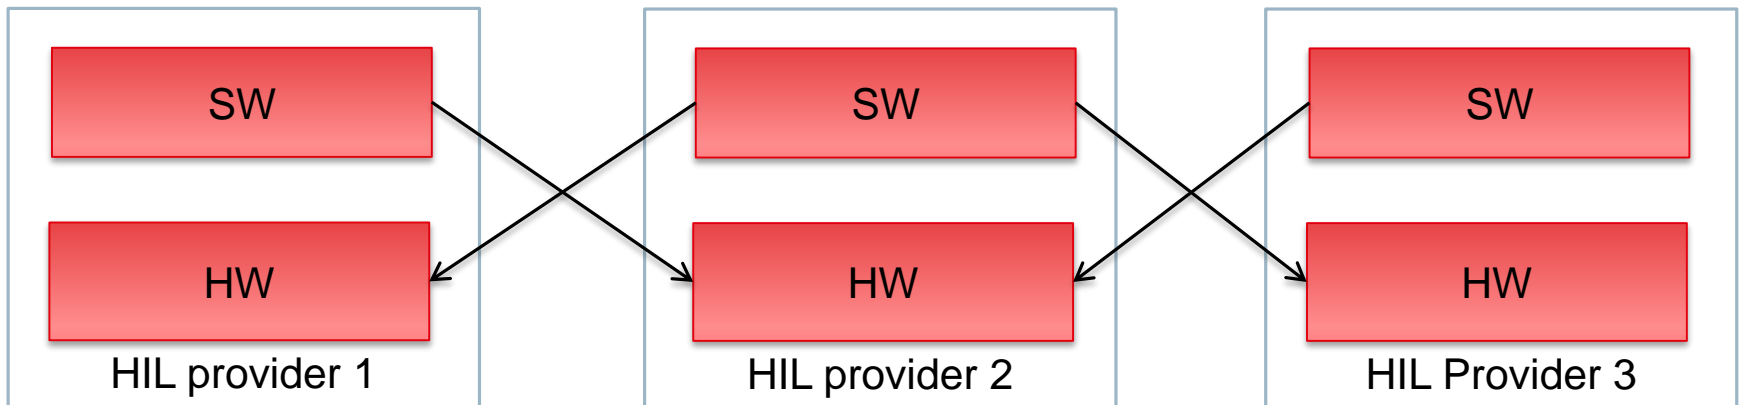 SW
SW
SW
HW
HW
HW
HIL provider 1
HIL provider 2
HIL Provider 3